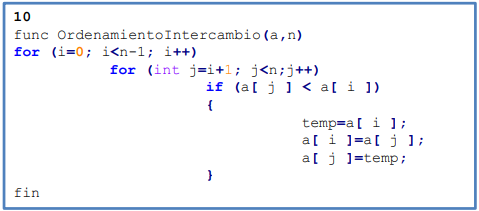 10
func OrdenamientoIntercambio(a,n)
for (i=0; i<n-1; i++)
for (int j=i+1; j<n;j++)
if (a[ j ] < a[ i ])
{
temp=a[ i ];
a[ i ]=a[ j ];
a[ j ]=temp;
}
fin